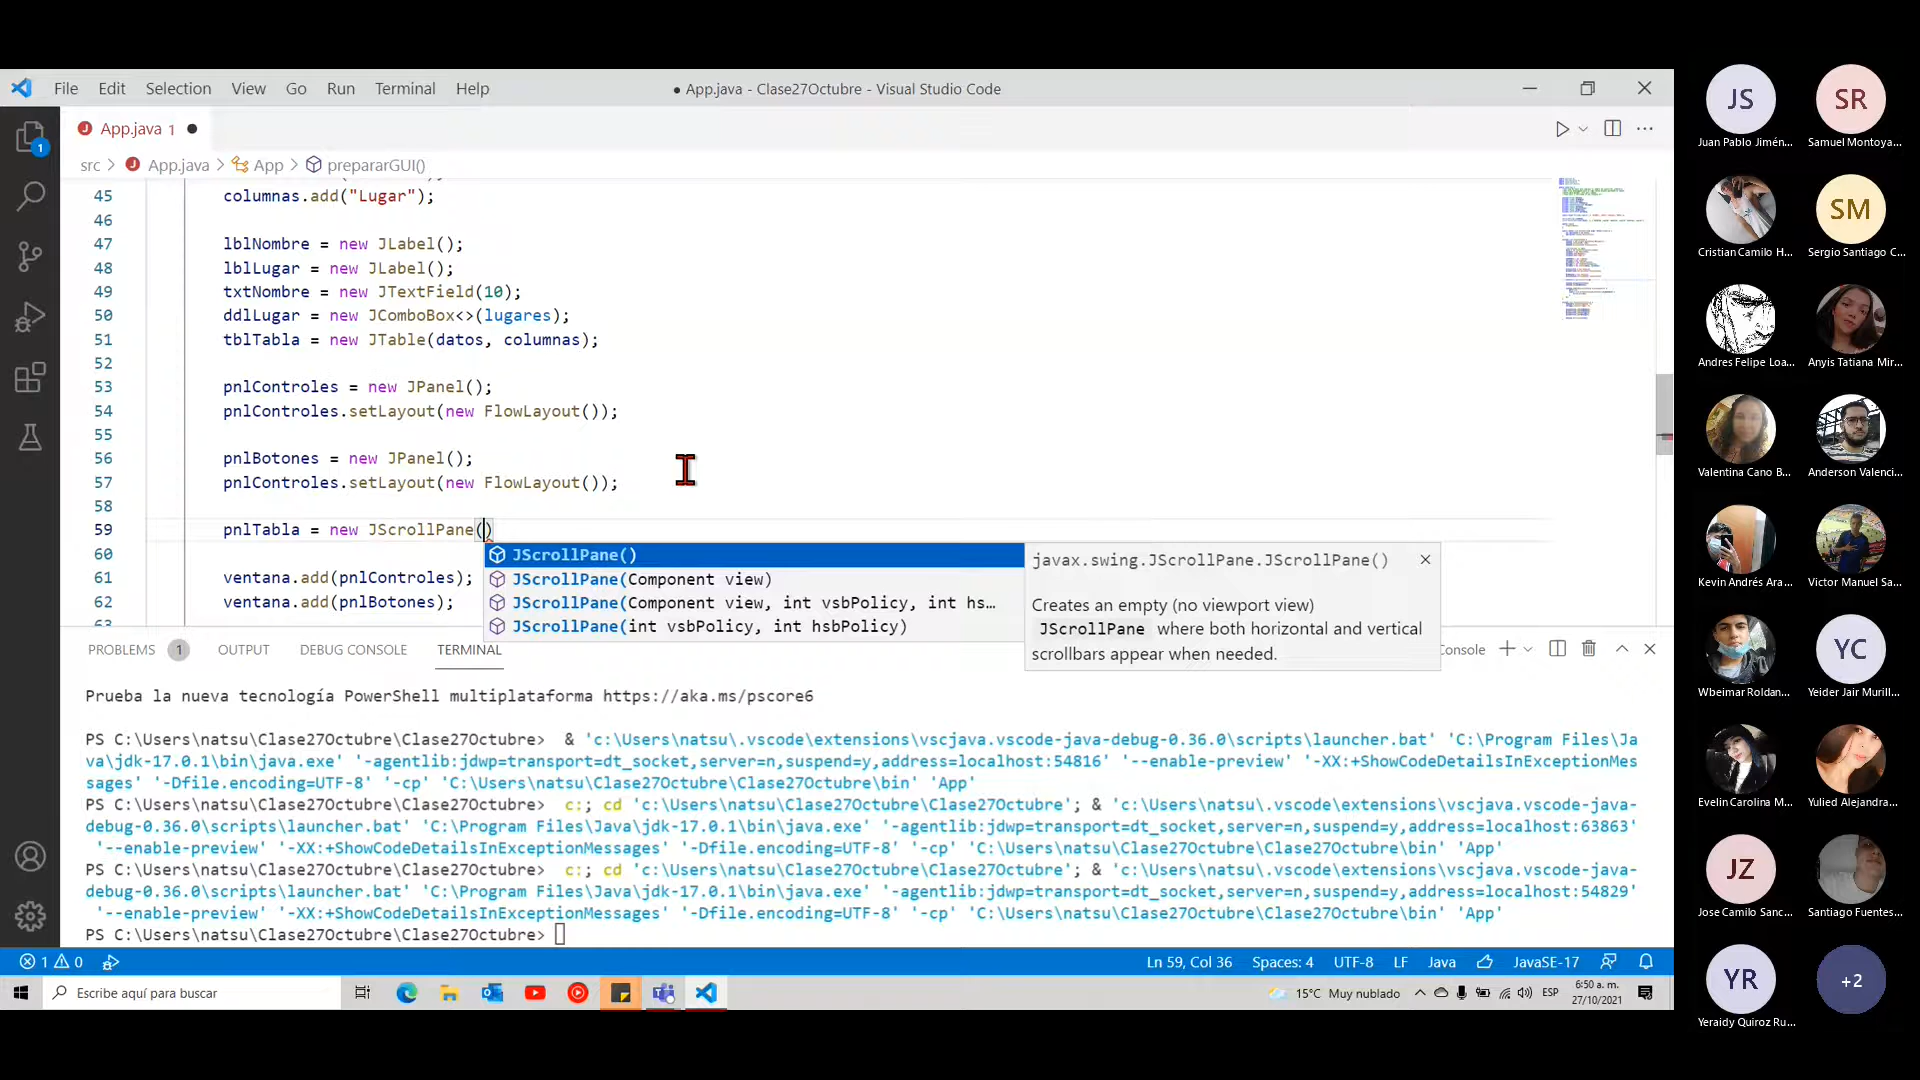 File Edit Selection View Go Run Terminal Help
● App.java - Clase27Octubre - Visual Studio Code
App.java 1 ●
src > App.java > App > prepararGUI()
45 columnas.add("Lugar");
46
47 lblNombre = new JLabel();
48 lblLugar = new JLabel();
49 txtNombre = new JTextField(10);
50 ddlLugar = new JComboBox<>(lugares);
51 tblTabla = new JTable(datos, columnas);
52
53 pnlControles = new JPanel();
54 pnlControles.setLayout(new FlowLayout());
55
56 pnlBotones = new JPanel();
57 pnlControles.setLayout(new FlowLayout());
58
59 pnlTabla = new JScrollPane()
60
61 ventana.add(pnlControles);
62 ventana.add(pnlBotones);
63
JScrollPane()
JScrollPane(Component view)
JScrollPane(Component view, int vsbPolicy, int hs…
JScrollPane(int vsbPolicy, int hsbPolicy)
javax.swing.JScrollPane.JScrollPane()
Creates an empty (no viewport view)
JScrollPane where both horizontal and vertical
scrollbars appear when needed.
PROBLEMS 1 OUTPUT DEBUG CONSOLE TERMINAL
Console
Prueba la nueva tecnología PowerShell multiplataforma https://aka.ms/pscore6
PS C:\Users\natsu\Clase27Octubre\Clase27Octubre> & 'c:\Users\natsu\.vscode\extensions\vscjava.vscode-java-debug-0.36.0\scripts\launcher.bat' 'C:\Program Files\Ja
va\jdk-17.0.1\bin\java.exe' '-agentlib:jdwp=transport=dt_socket,server=n,suspend=y,address=localhost:54816' '--enable-preview' '-XX:+ShowCodeDetailsInExceptionMes
sages' '-Dfile.encoding=UTF-8' '-cp' 'C:\Users\natsu\Clase27Octubre\Clase27Octubre\bin' 'App'
PS C:\Users\natsu\Clase27Octubre\Clase27Octubre> c:; cd 'c:\Users\natsu\Clase27Octubre\Clase27Octubre'; & 'c:\Users\natsu\.vscode\extensions\vscjava.vscode-java-
debug-0.36.0\scripts\launcher.bat' 'C:\Program Files\Java\jdk-17.0.1\bin\java.exe' '-agentlib:jdwp=transport=dt_socket,server=n,suspend=y,address=localhost:63863'
'--enable-preview' '-XX:+ShowCodeDetailsInExceptionMessages' '-Dfile.encoding=UTF-8' '-cp' 'C:\Users\natsu\Clase27Octubre\Clase27Octubre\bin' 'App'
PS C:\Users\natsu\Clase27Octubre\Clase27Octubre> c:; cd 'c:\Users\natsu\Clase27Octubre\Clase27Octubre'; & 'c:\Users\natsu\.vscode\extensions\vscjava.vscode-java-
debug-0.36.0\scripts\launcher.bat' 'C:\Program Files\Java\jdk-17.0.1\bin\java.exe' '-agentlib:jdwp=transport=dt_socket,server=n,suspend=y,address=localhost:54829'
'--enable-preview' '-XX:+ShowCodeDetailsInExceptionMessages' '-Dfile.encoding=UTF-8' '-cp' 'C:\Users\natsu\Clase27Octubre\Clase27Octubre\bin' 'App'
PS C:\Users\natsu\Clase27Octubre\Clase27Octubre>
1 0 Ln 59, Col 36 Spaces: 4 UTF-8 LF Java JavaSE-17
Escribe aquí para buscar
15°C Muy nublado ESP 6:50 a. m.
27/10/2021
JS SR
Juan Pablo Jimén... Samuel Montoya...
SM
Cristian Camilo H... Sergio Santiago C...
Andres Felipe Loa... Anyis Tatiana Mir...
Valentina Cano B... Anderson Valenci...
Kevin Andrés Ara... Victor Manuel Sa...
YC
Wbeimar Roldan... Yeider Jair Murill...
Evelin Carolina M... Yulied Alejandra...
JZ
Jose Camilo Sanc... Santiago Fuentes...
YR +2
Yeraidy Quiroz Ru...